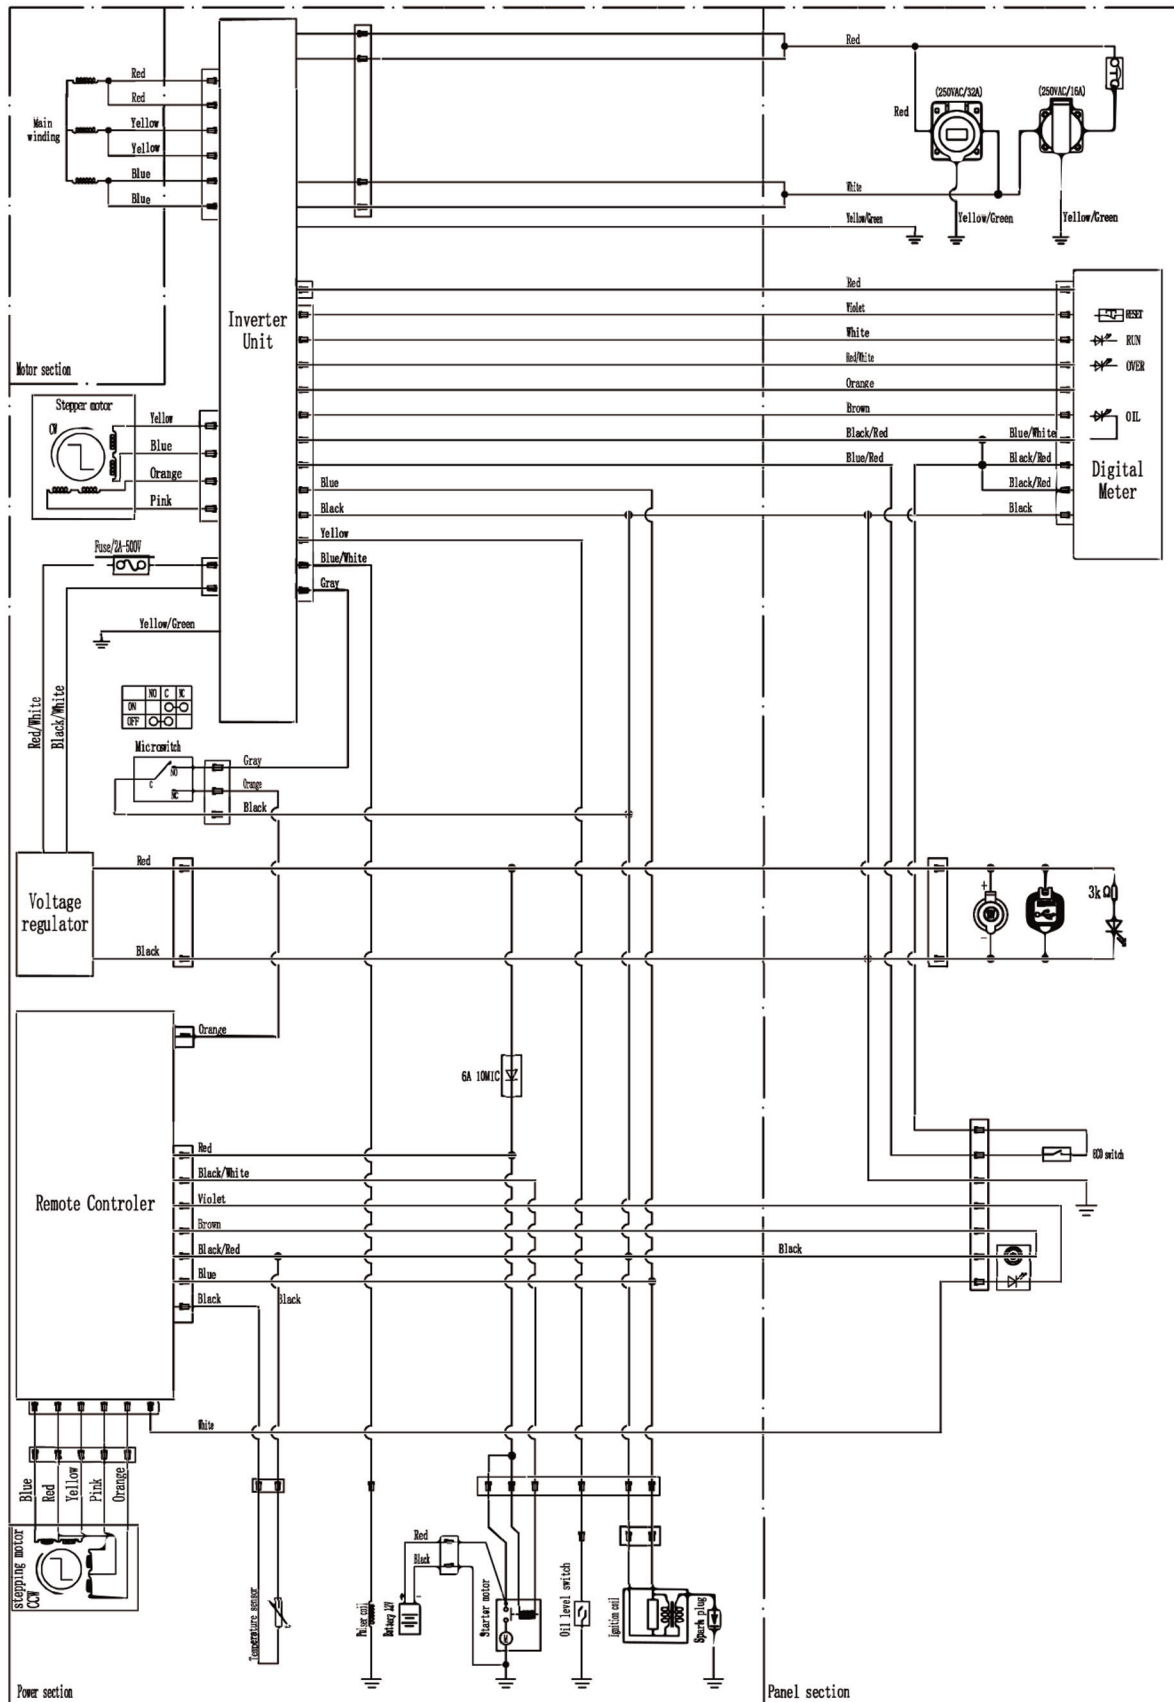 Red
Red
(250VAC/32A)
(250VAC/16A)
Red
Red
Main
winding
Yellow
Yellow
Blue
Blue
White
Yellow/Green
Yellow/Green
Yellow/Green
Inverter
Unit
Red
Violet
White
Red/White
Orange
Brown
Black/Red
Blue/Red
Blue/White
Black/Red
Black/Red
Black
RESET
RUN
OVER
OIL
Digital
Meter
Motor section
Stepper motor
CW
Yellow
Blue
Orange
Pink
Blue
Black
Yellow
Blue/White
Gray
Fuse/2A-500V
Yellow/Green
Red/White
Black/White
NO C NC
ON
OFF
Microswitch
NO
C
NC
Gray
Orange
Black
Voltage
regulator
Red
Black
+
-
3kΩ
Remote Controler
Orange
6A 10MIC
Red
Black/White
Violet
Brown
Black/Red
Blue
Black
Black
Black
ECO switch
White
Blue
Red
Yellow
Pink
Orange
stepping motor
CCW
Temperature sensor
t
Pulser coil
Red
Black
Battery 12V
+
-
Starter motor
Oil level switch
ignition coil
Spark plug
Power section
Panel section